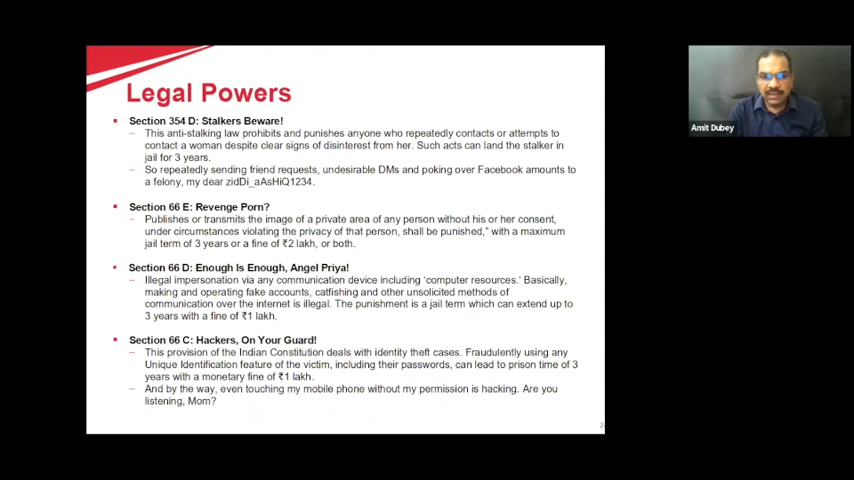 Legal Powers
Section 354 D: Stalkers Beware!
This anti-stalking law prohibits and punishes anyone who repeatedly contacts or attempts to
contact a woman despite clear signs of disinterest from her. Such acts can land the stalker in
jail for 3 years.
So repeatedly sending friend requests, undesirable DMs and poking over Facebook amounts to
a felony, my dear zidDi_aAsHiQ1234.
Section 66 E: Revenge Porn?
Publishes or transmits the image of a private area of any person without his or her consent,
under circumstances violating the privacy of that person, shall be punished,” with a maximum
jail term of 3 years or a fine of ₹2 lakh, or both.
Section 66 D: Enough Is Enough, Angel Priya!
Illegal impersonation via any communication device including ‘computer resources.’ Basically,
making and operating fake accounts, catfishing and other unsolicited methods of
communication over the internet is illegal. The punishment is a jail term which can extend up to
3 years with a fine of ₹1 lakh.
Section 66 C: Hackers, On Your Guard!
This provision of the Indian Constitution deals with identity theft cases. Fraudulently using any
Unique Identification feature of the victim, including their passwords, can lead to prison time of 3
years with a monetary fine of ₹1 lakh.
And by the way, even touching my mobile phone without my permission is hacking. Are you
listening, Mom?
Amit Dubey